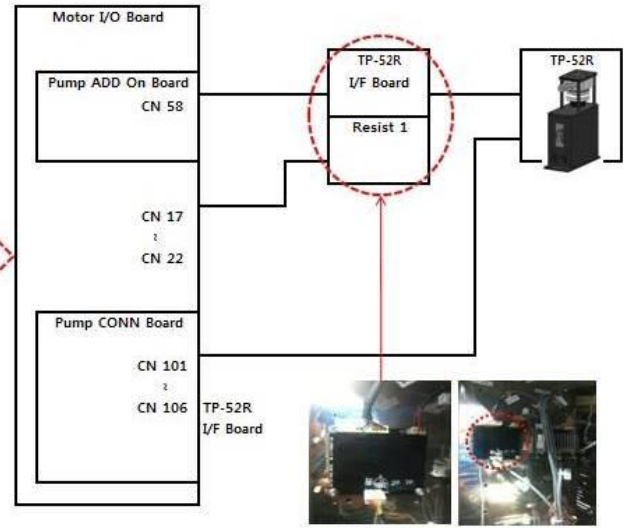 Motor I/O Board
Pump ADD On Board
CN 58
CN 17
~
CN 22
Pump CONN Board
CN 101
~
CN 106
TP-52R
I/F Board
TP-52R
I/F Board
Resist 1
TP-52R